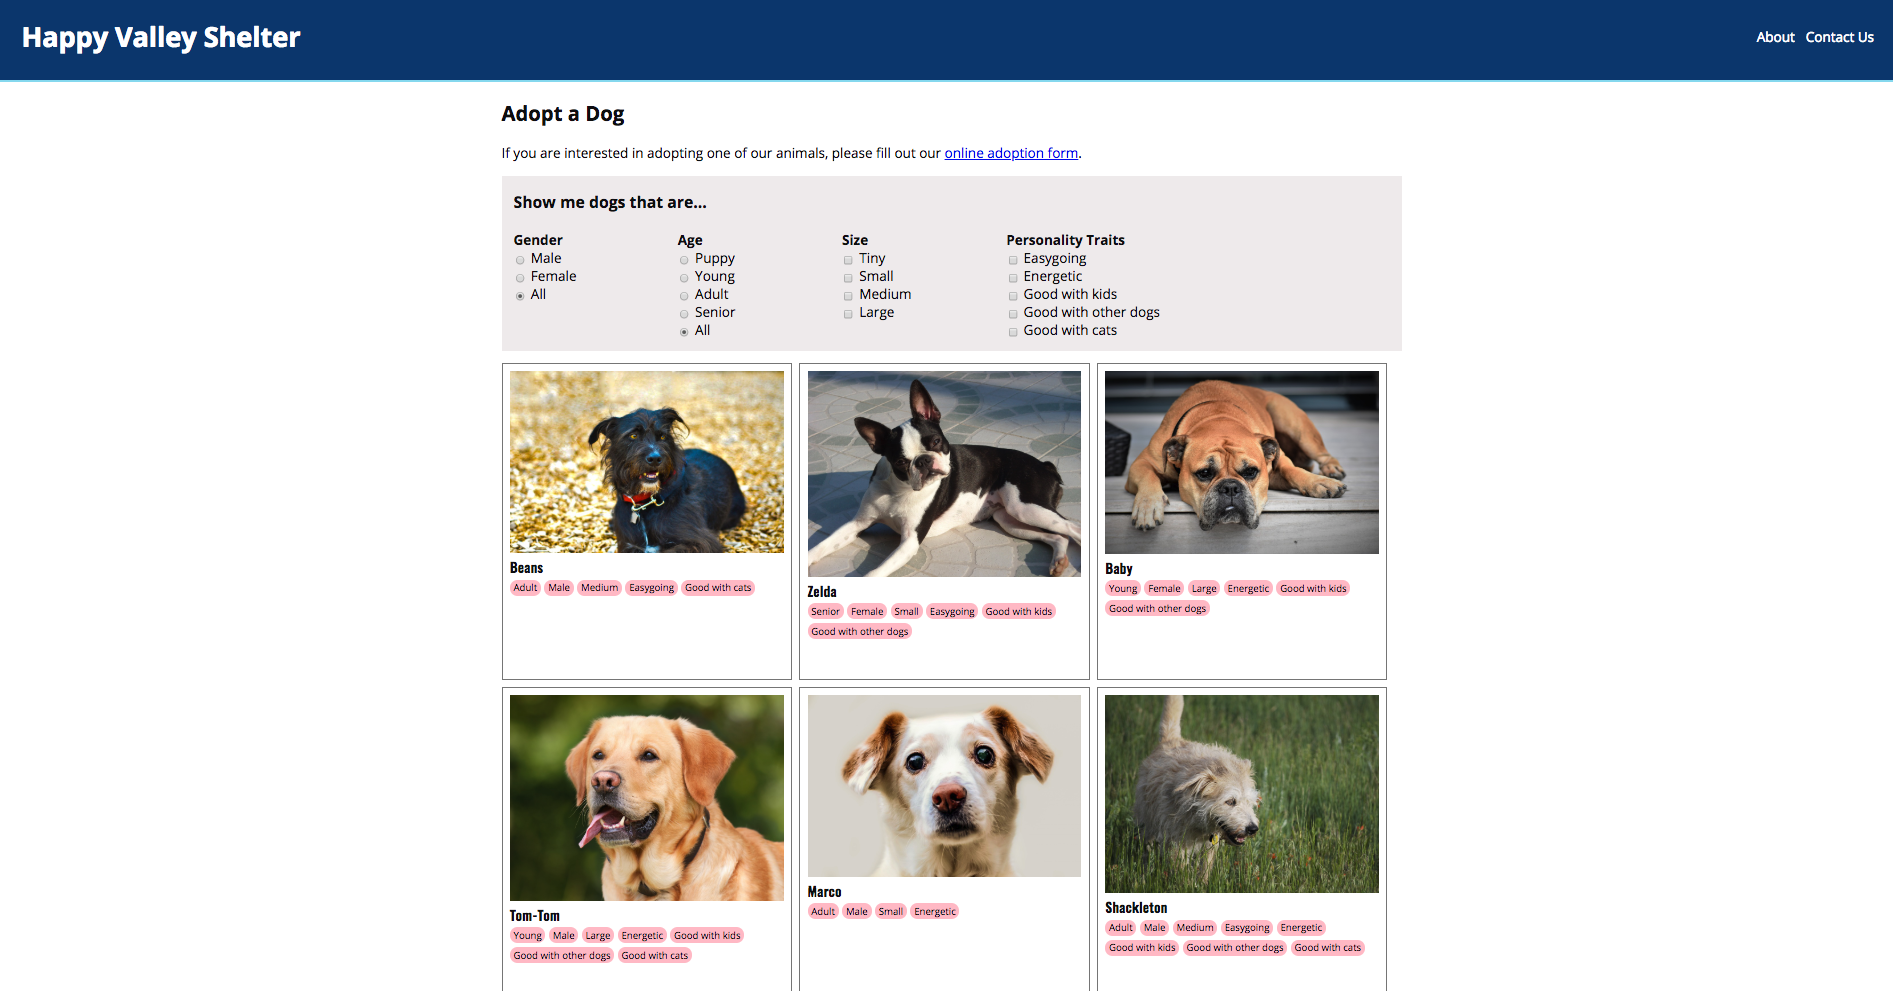 Happy Valley Shelter
About Contact Us
Adopt a Dog
If you are interested in adopting one of our animals, please fill out our online adoption form.
Show me dogs that are...
Gender
Male
Female
All
Age
Puppy
Young
Adult
Senior
All
Size
Tiny
Small
Medium
Large
Personality Traits
Easygoing
Energetic
Good with kids
Good with other dogs
Good with cats
Beans
Adult Male Medium Easygoing Good with cats
Zelda
Senior Female Small Easygoing Good with kids
Good with other dogs
Baby
Young Female Large Energetic Good with kids
Good with other dogs
Tom-Tom
Young Male Large Energetic Good with kids
Good with other dogs Good with cats
Marco
Adult Male Small Energetic
Shackleton
Adult Male Medium Easygoing Energetic
Good with kids Good with other dogs Good with cats